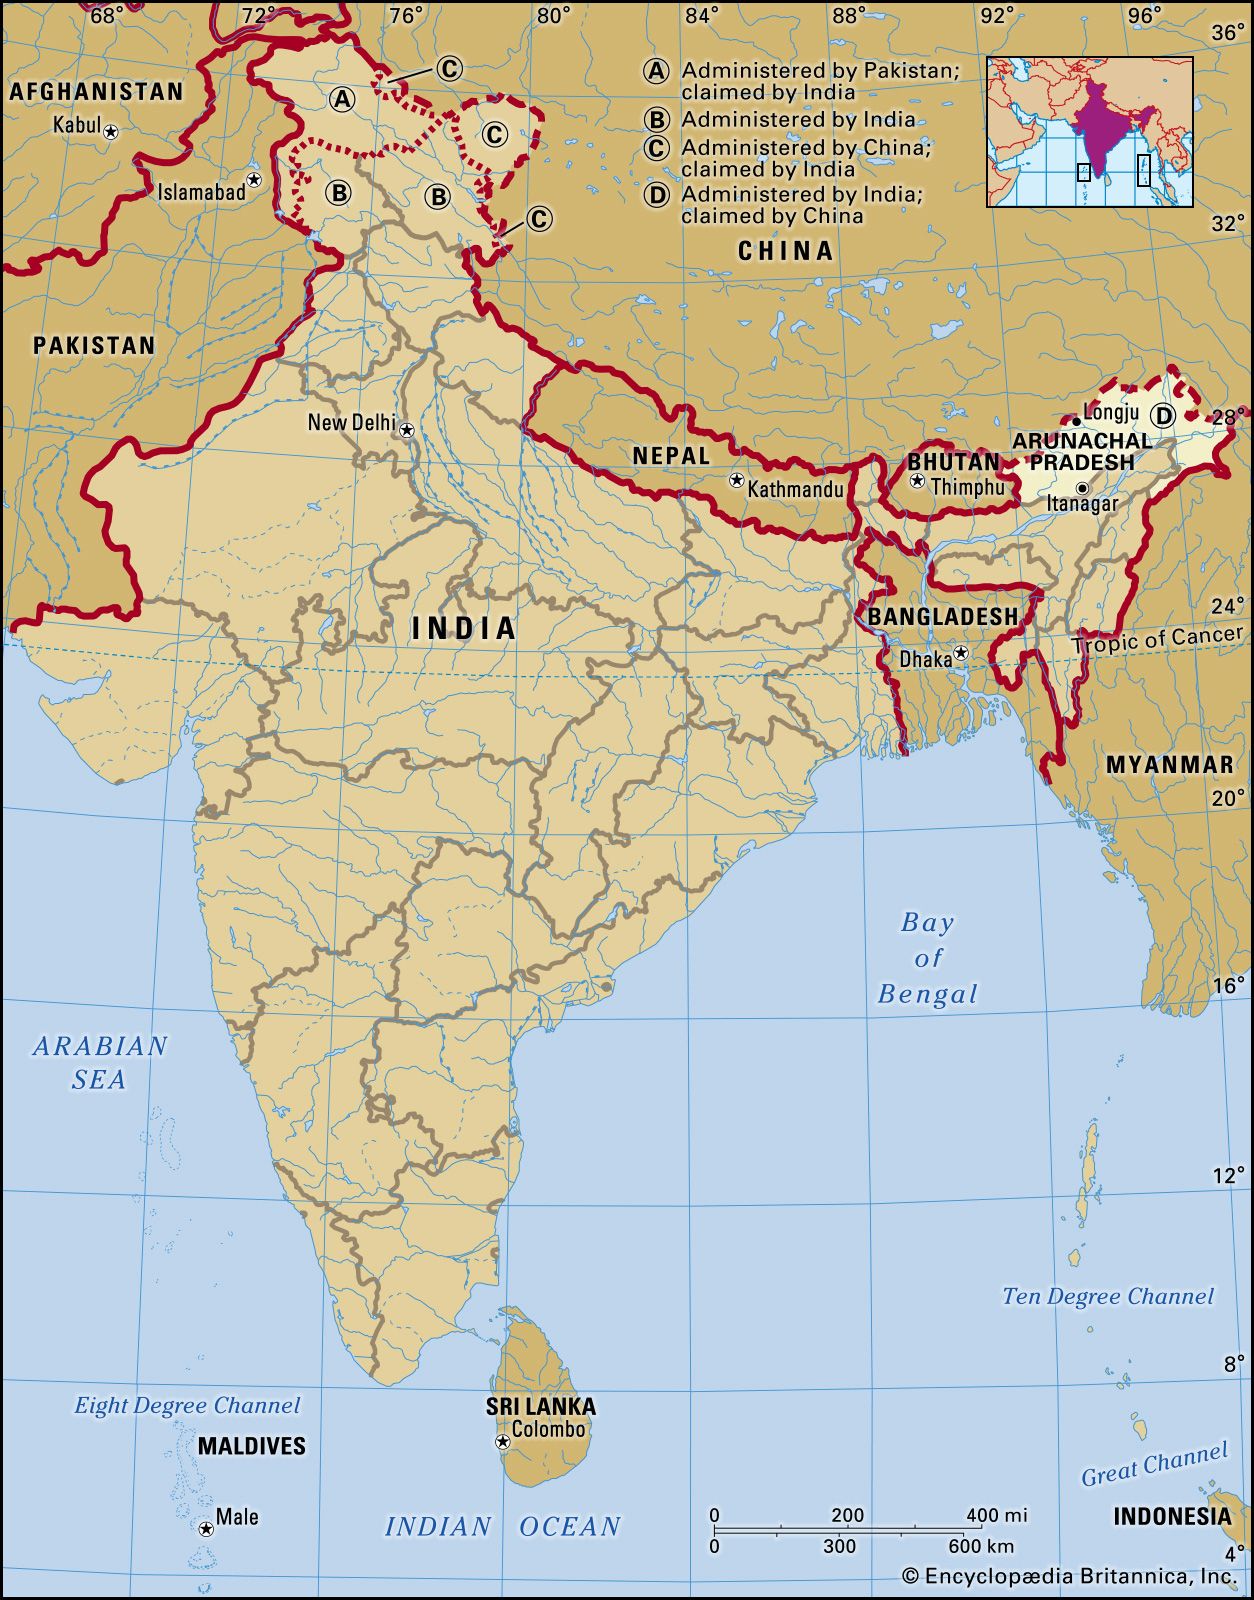 68°
72°
76°
80°
84°
88°
92°
96°
36°
AFGHANISTAN
Kabul
Islamabad
PAKISTAN
A
C
C
B
B
C
A Administered by Pakistan;
claimed by India
B Administered by India
C Administered by China;
claimed by India
D Administered by India;
claimed by China
32°
CHINA
New Delhi
NEPAL
Kathmandu
BHUTAN
Thimphu
Longju
D
28°
ARUNACHAL
PRADESH
Itanagar
INDIA
BANGLADESH
Dhaka
24°
Tropic of Cancer
MYANMAR
20°
Bay
of
Bengal
16°
ARABIAN
SEA
12°
Ten Degree Channel
8°
Eight Degree Channel
MALDIVES
Male
SRI LANKA
Colombo
Great Channel
INDONESIA
INDIAN OCEAN
0 200 400 mi
0 300 600 km
4°
© Encyclopædia Britannica, Inc.